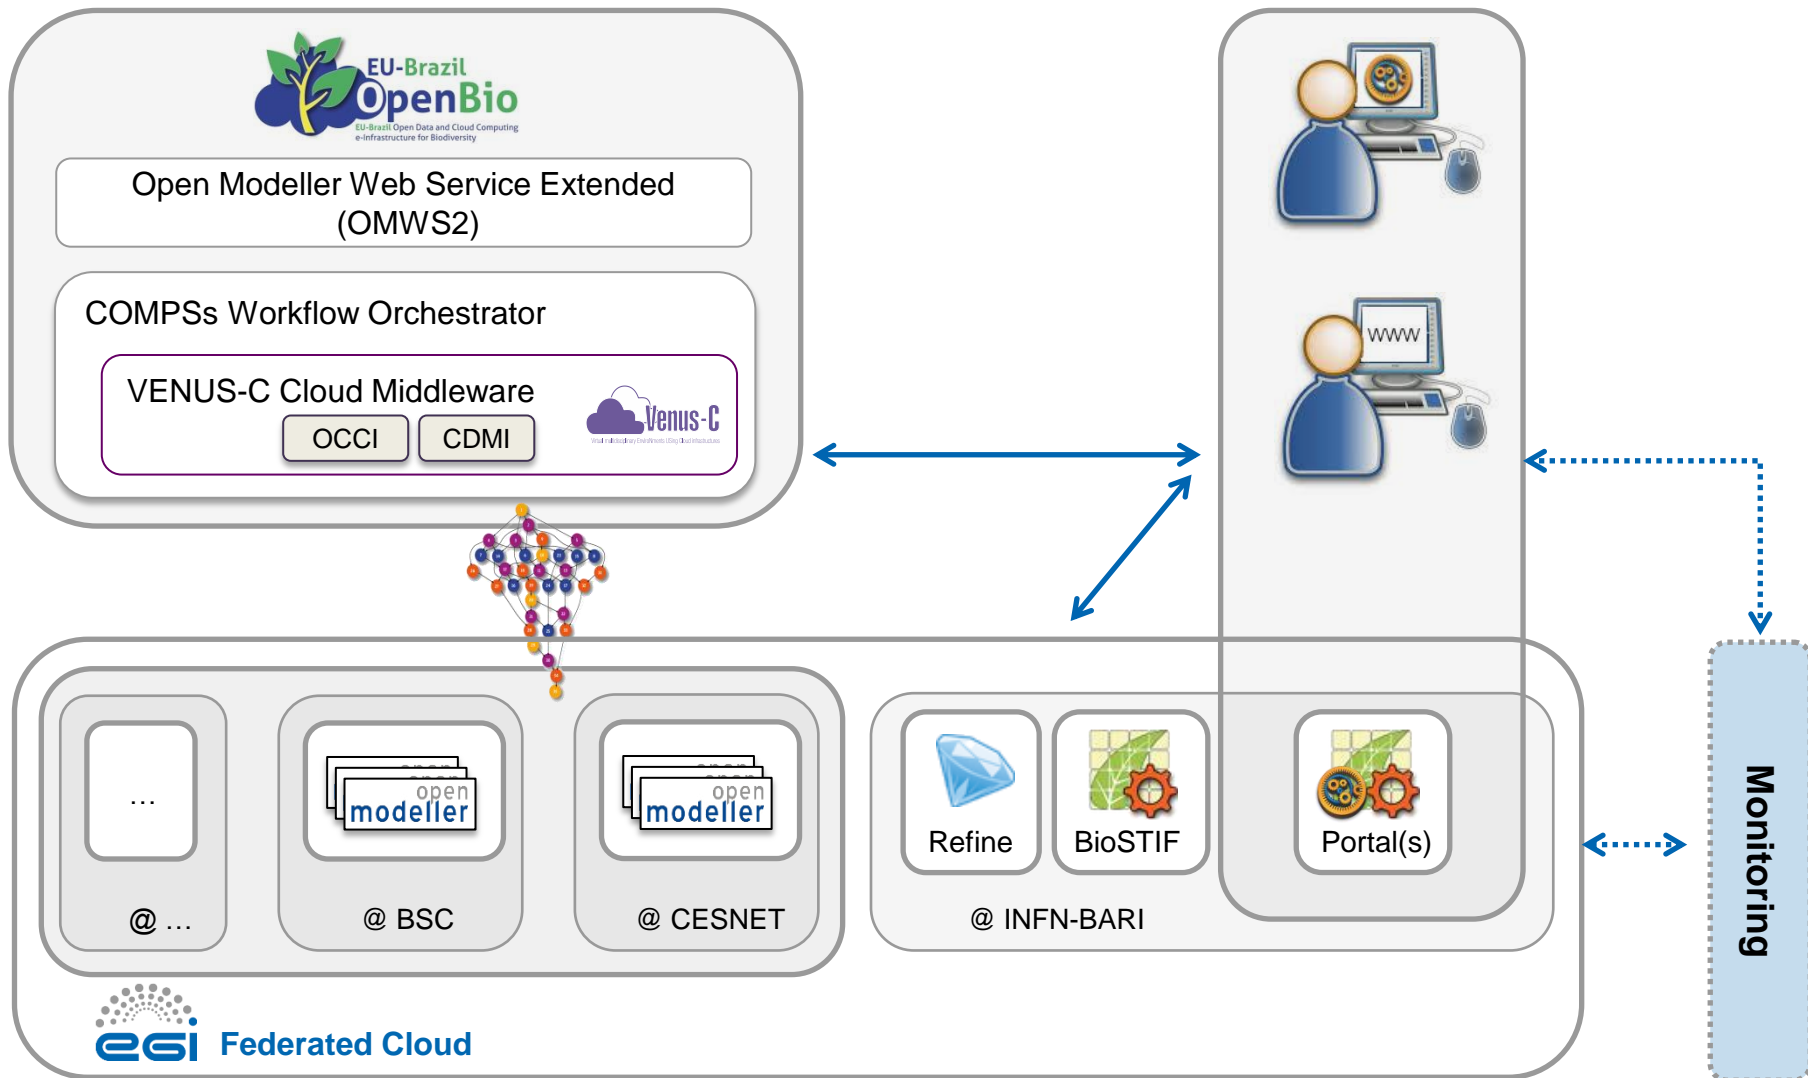 EU-Brazil
OpenBio
EU-Brazil Open Data and Cloud Computing
e-Infrastructure for Biodiversity
Open Modeller Web Service Extended
(OMWS2)
COMPSs Workflow Orchestrator
VENUS-C Cloud Middleware
OCCI
CDMI
Venus-C
WWW
...
open
modeller
open
modeller
Refine
BioSTIF
Portal(s)
@ ...
@ BSC
@ CESNET
@ INFN-BARI
egi
Federated Cloud
Monitoring